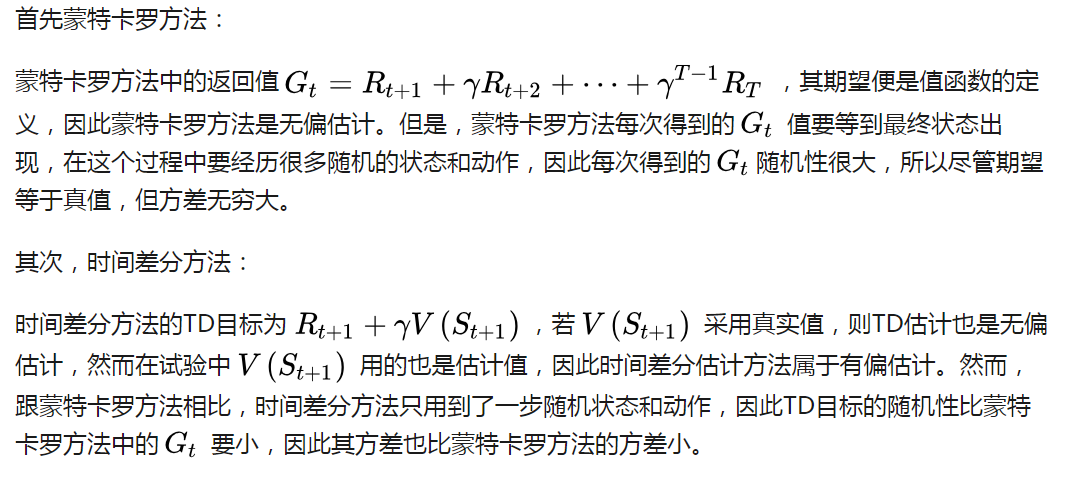 首先蒙特卡罗方法：
蒙特卡罗方法中的返回值 G_t = R_{t+1} + γR_{t+2} + ⋯ + γ^{T−1}R_T ，其期望便是值函数的定
义，因此蒙特卡罗方法是无偏估计。但是，蒙特卡罗方法每次得到的 G_t 值要等到最终状态出
现，在这个过程中要经历很多随机的状态和动作，因此每次得到的 G_t 随机性很大，所以尽管期望
等于真值，但方差无穷大。
其次，时间差分方法：
时间差分方法的TD目标为 R_{t+1} + γV (S_{t+1}) ，若 V (S_{t+1}) 采用真实值，则TD估计也是无偏
估计，然而在试验中 V (S_{t+1}) 用的也是估计值，因此时间差分估计方法属于有偏估计。然而，
跟蒙特卡罗方法相比，时间差分方法只用到了一步随机状态和动作，因此TD目标的随机性比蒙特
卡罗方法中的 G_t 要小，因此其方差也比蒙特卡罗方法的方差小。